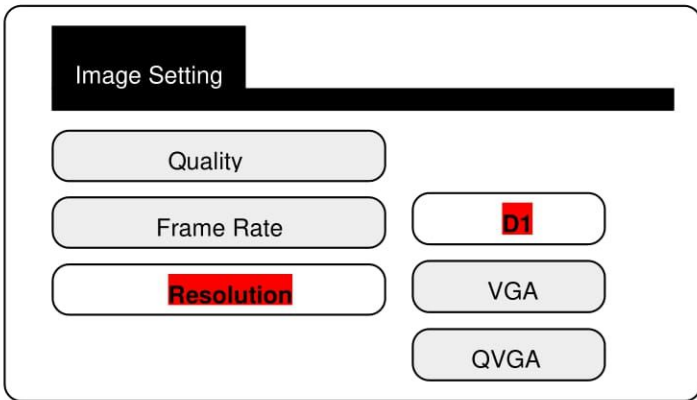 Image Setting
Quality
Frame Rate
Resolution
D1
VGA
QVGA